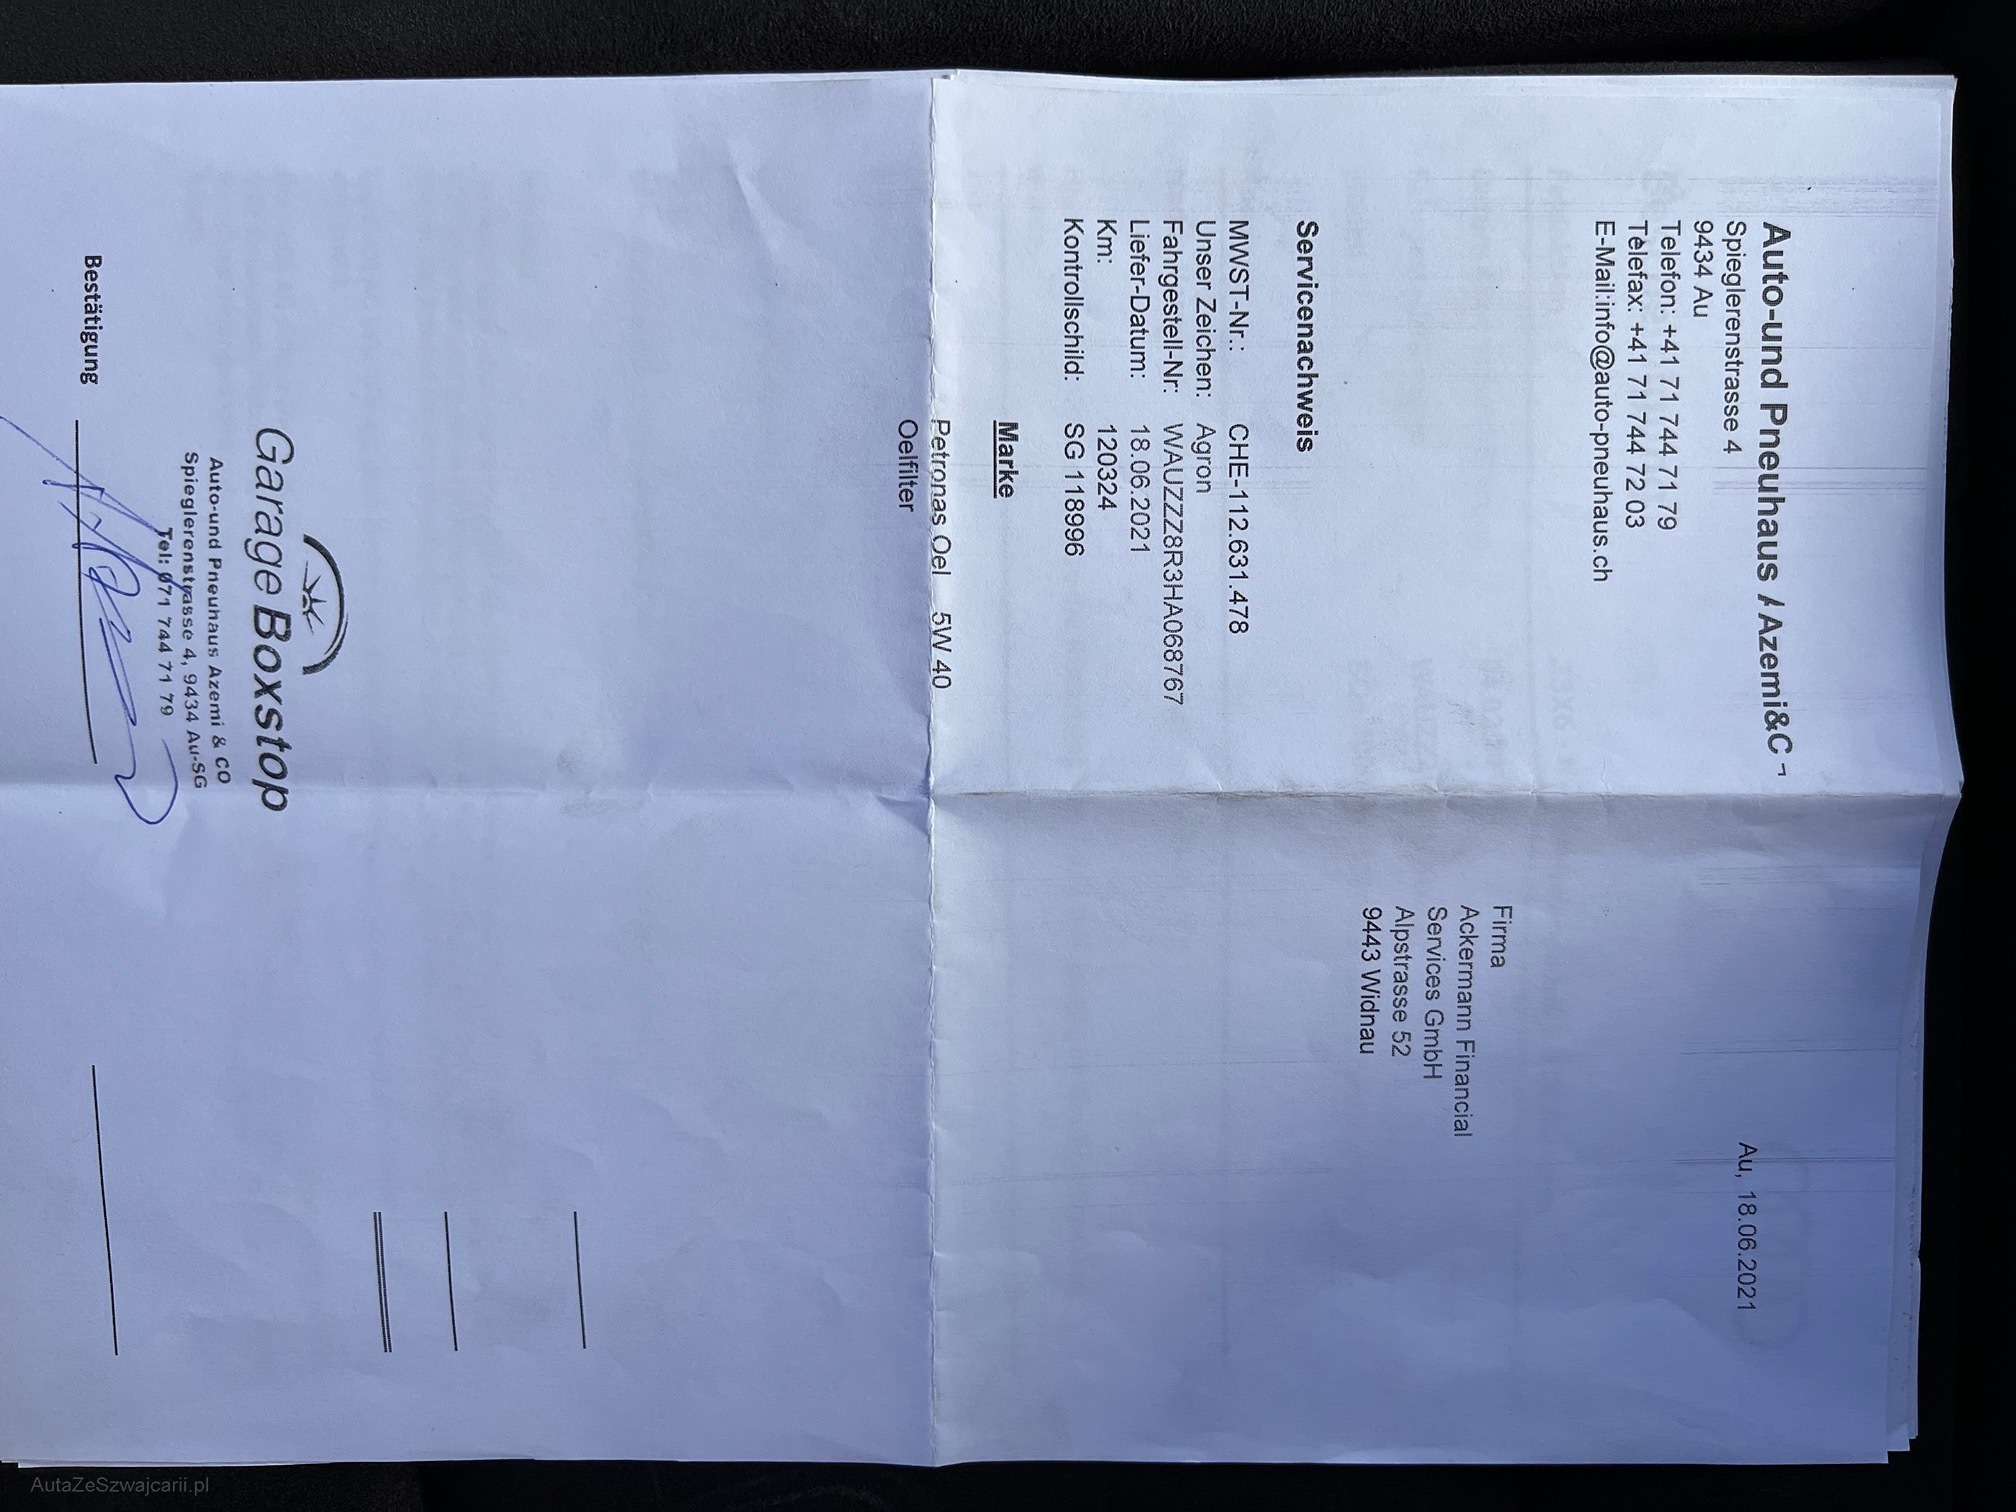 Auto-und Pneuhaus / Azemi&C
Spieglerenstrasse 4
9434 Au
Telefon: +41 71 744 71 79
Telefax: +41 71 744 72 03
E-Mail:info@auto-pneuhaus.ch
Au, 18.06.2021
Firma
Ackermann Financial
Services GmbH
Alpstrasse 52
9443 Widnau
Servicenachweis
MWST-Nr.: CHE-112.631.478
Unser Zeichen: Agron
Fahrgestell-Nr: WAUZZZ8R3HA068767
Liefer-Datum: 18.06.2021
Km: 120324
Kontrollschild: SG 118996
Marke
Petronas Oel 5W 40
Oelfilter
Garage Boxstop
Auto-und Pneuhaus Azemi & CO
Spieglerenstrasse 4, 9434 Au-SG
Tel: 071 744 71 79
Bestätigung
AutaZeSzwajcarii.pl